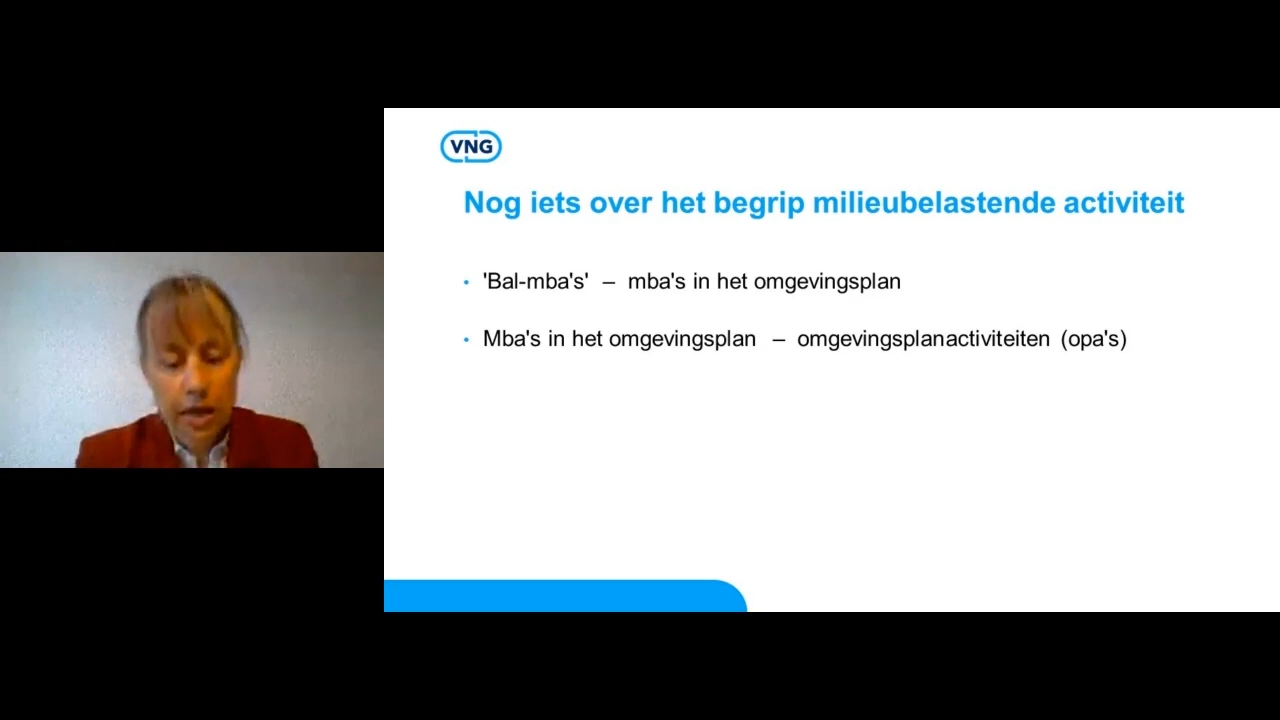 VNG
Nog iets over het begrip milieubelastende activiteit
• 'Bal-mba's' – mba's in het omgevingsplan
• Mba's in het omgevingsplan – omgevingsplanactiviteiten (opa's)